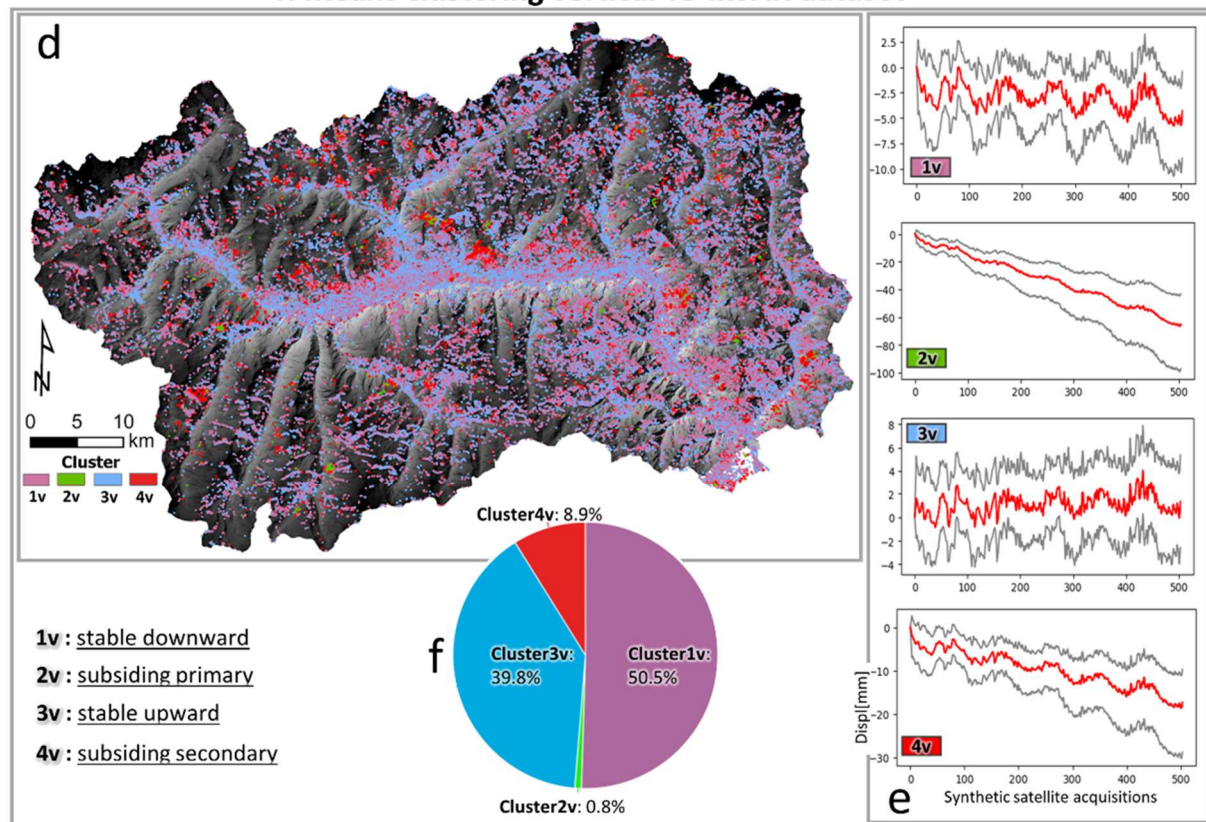 d
N
0 5 10
km
Cluster
1v 2v 3v 4v
2.5
0.0
−2.5
−5.0
−7.5
−10.0
1v
0 100 200 300 400 500
0
−20
−40
−60
−80
−100
2v
0 100 200 300 400 500
8
6
4
2
0
−2
−4
3v
0 100 200 300 400 500
0
−10
−20
−30
Displ[mm]
4v
0 100 200 300 400 500
e
Synthetic satellite acquisitions
1v : stable downward
2v : subsiding primary
3v : stable upward
4v : subsiding secondary
f
Cluster4v: 8.9%
Cluster3v:
39.8%
Cluster1v:
50.5%
Cluster2v: 0.8%